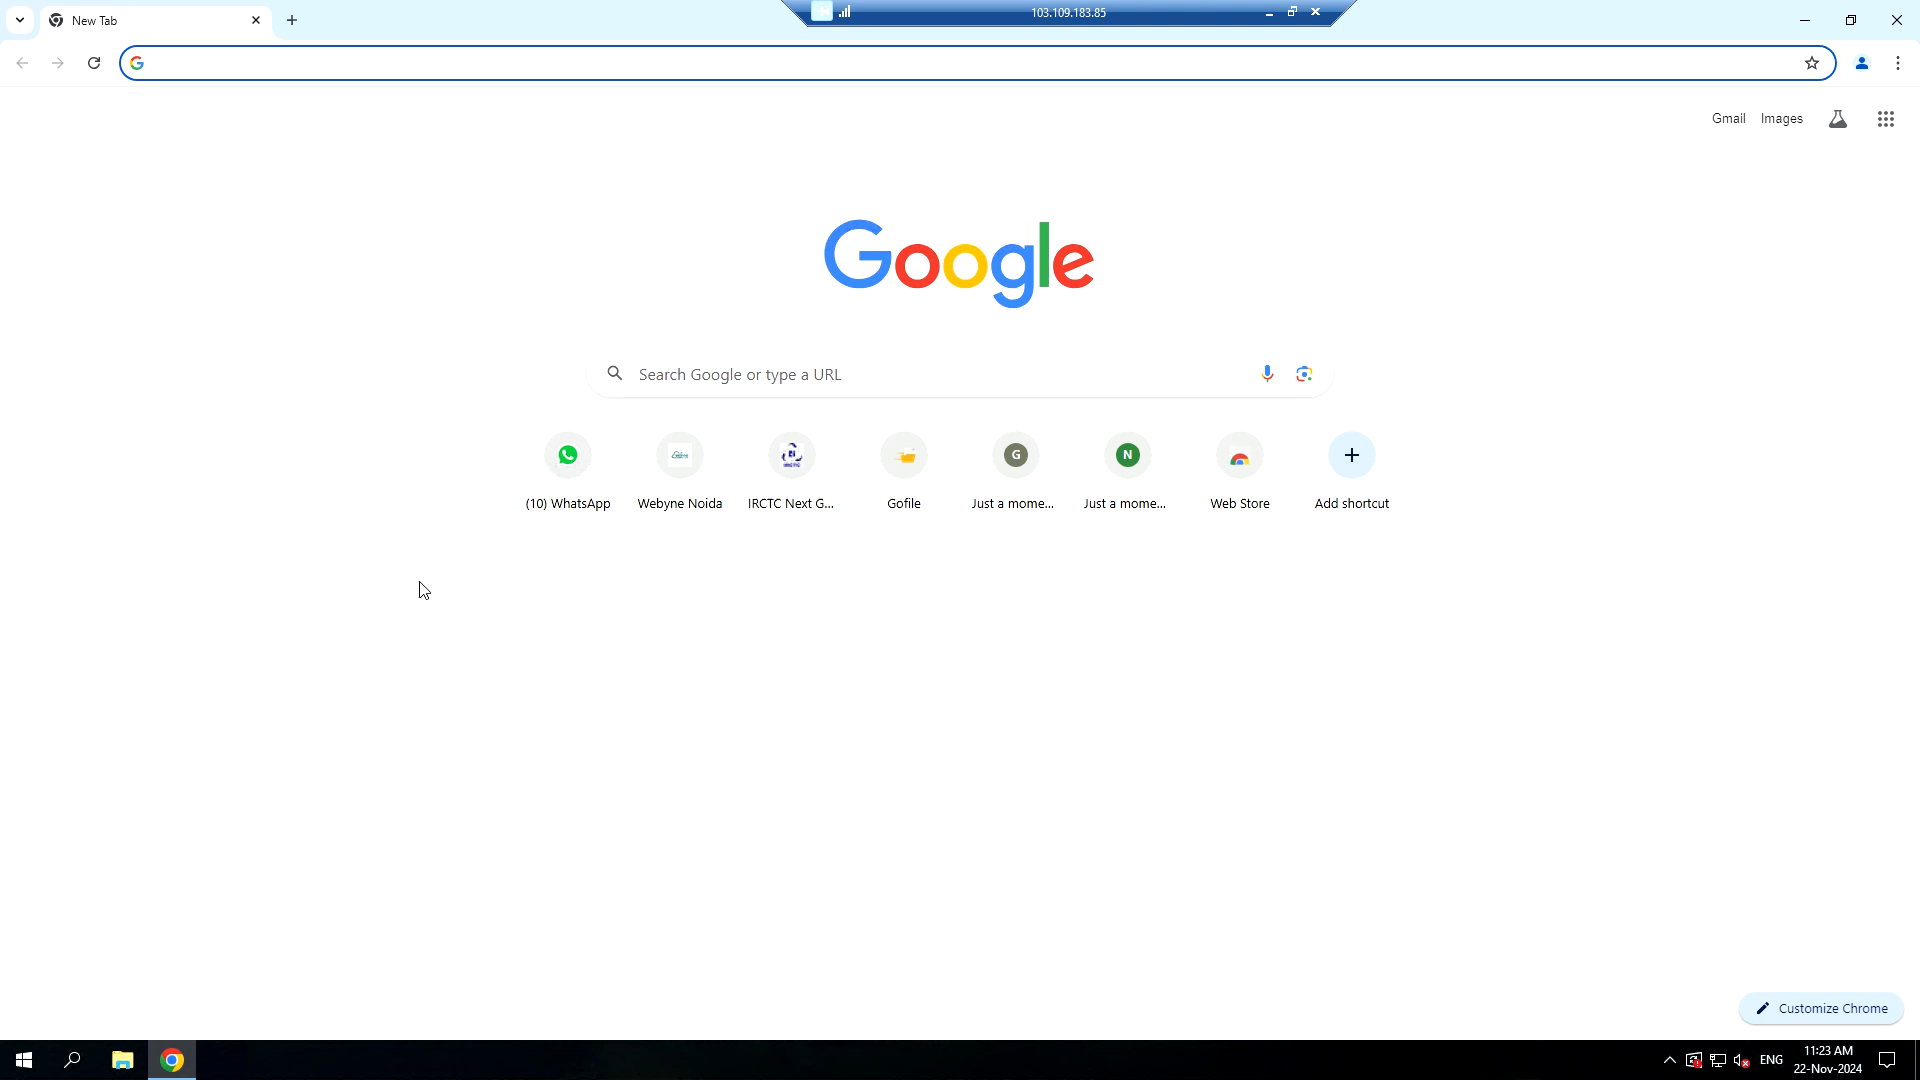 New Tab
103.109.183.85
Gmail Images
Google
Search Google or type a URL
(10) WhatsApp
Webyne Noida
IRCTC Next G...
Gofile
G
Just a mome...
N
Just a mome...
Web Store
Add shortcut
Customize Chrome
ENG
11:23 AM
22-Nov-2024